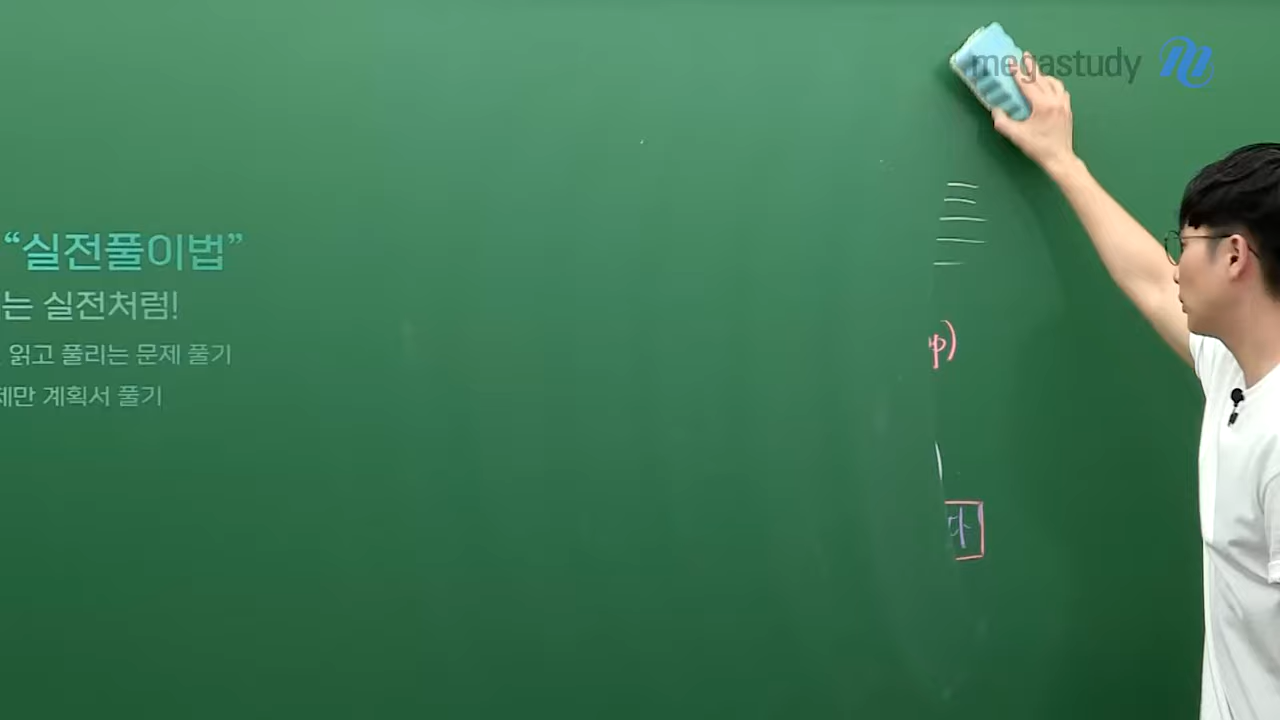 megastudy
“실전풀이법”
는 실전처럼!
읽고 풀리는 문제 풀기
제만 계획서 풀기